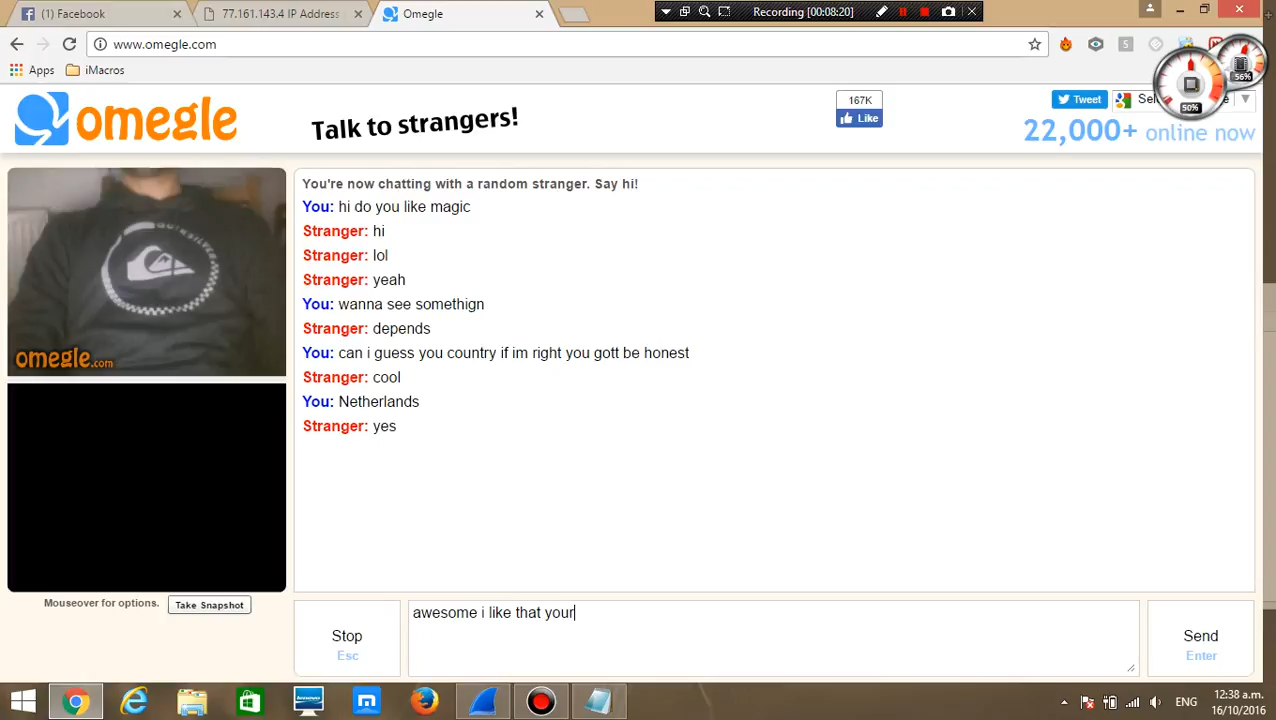 (1) Facebook
77.161.143.4 IP Address
Omegle
Recording [00:08:20]
www.omegle.com
Apps
iMacros
56%
50%
omegle
Talk to strangers!
167K
Like
Tweet
22,000+ online now
QUIKSILVER
omegle.com
You're now chatting with a random stranger. Say hi!
You: hi do you like magic
Stranger: hi
Stranger: lol
Stranger: yeah
You: wanna see somethign
Stranger: depends
You: can i guess you country if im right you gott be honest
Stranger: cool
You: Netherlands
Stranger: yes
Mouseover for options.
Take Snapshot
Stop
Esc
awesome i like that your
Send
Enter
lenovo
ENG
12:38 a.m.
16/10/2016